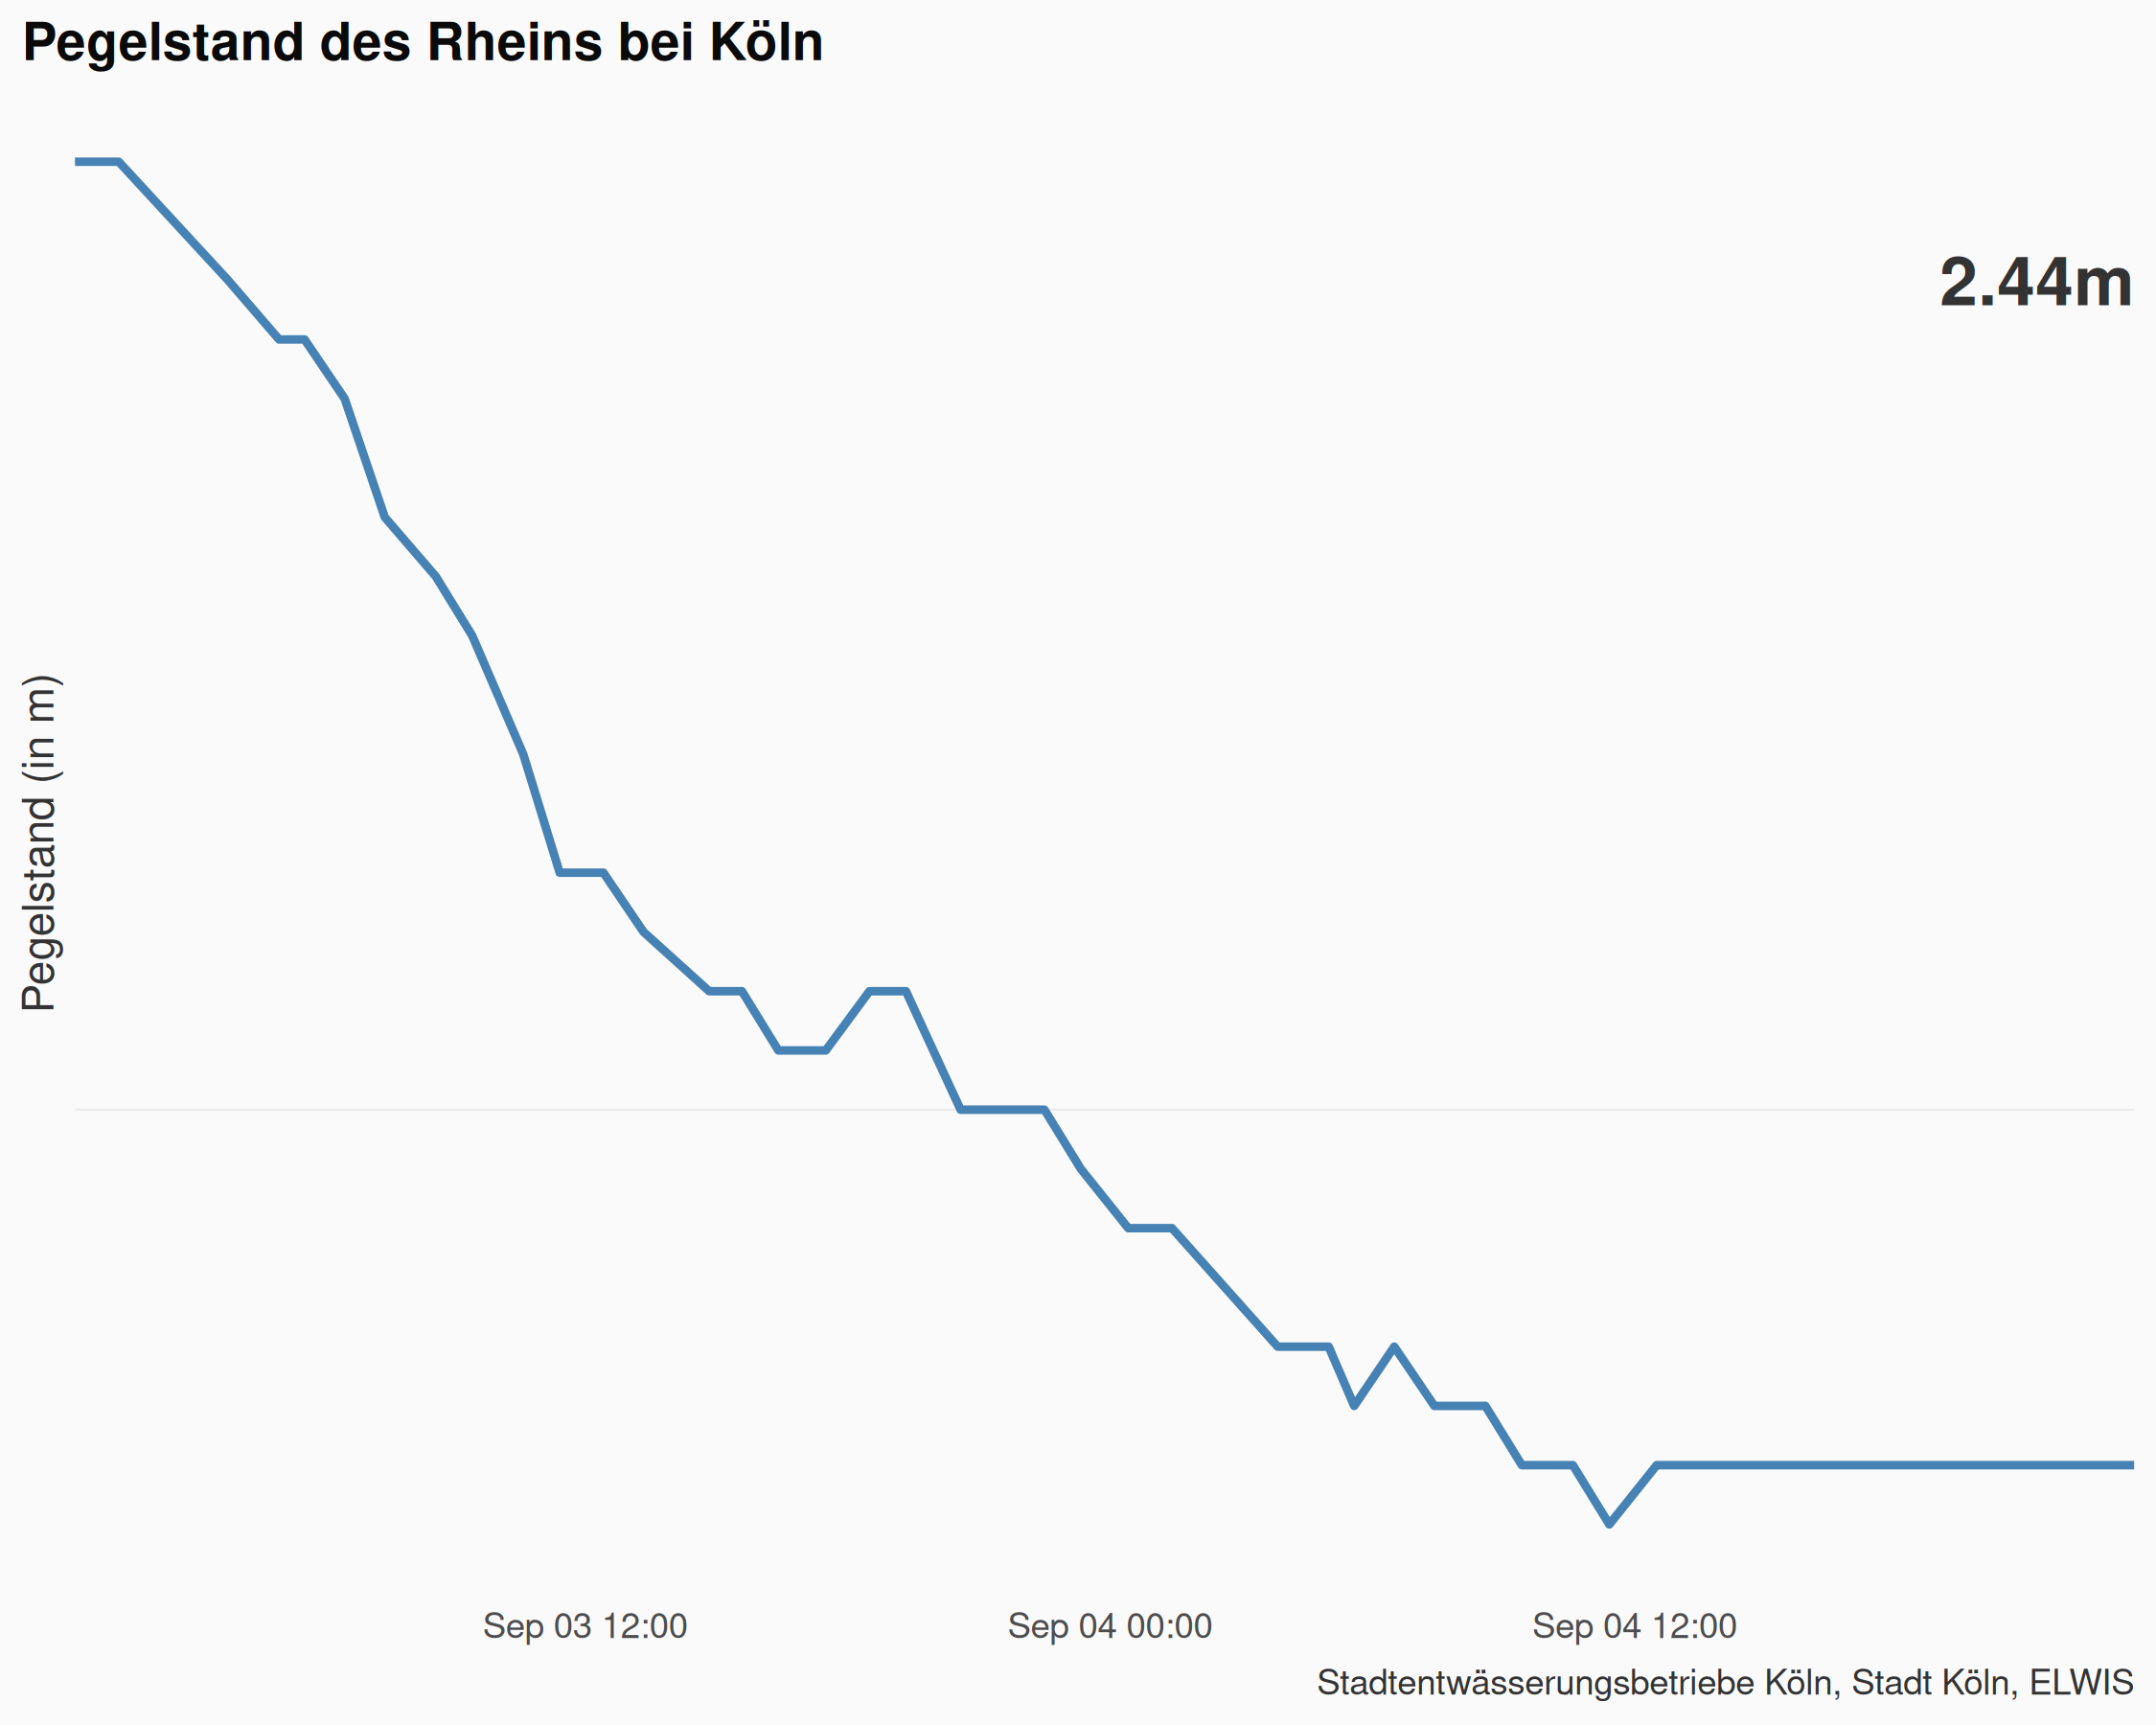 Pegelstand des Rheins bei Köln
2.44m
Pegelstand (in m)
Sep 03 12:00
Sep 04 00:00
Sep 04 12:00
Stadtentwässerungsbetriebe Köln, Stadt Köln, ELWIS